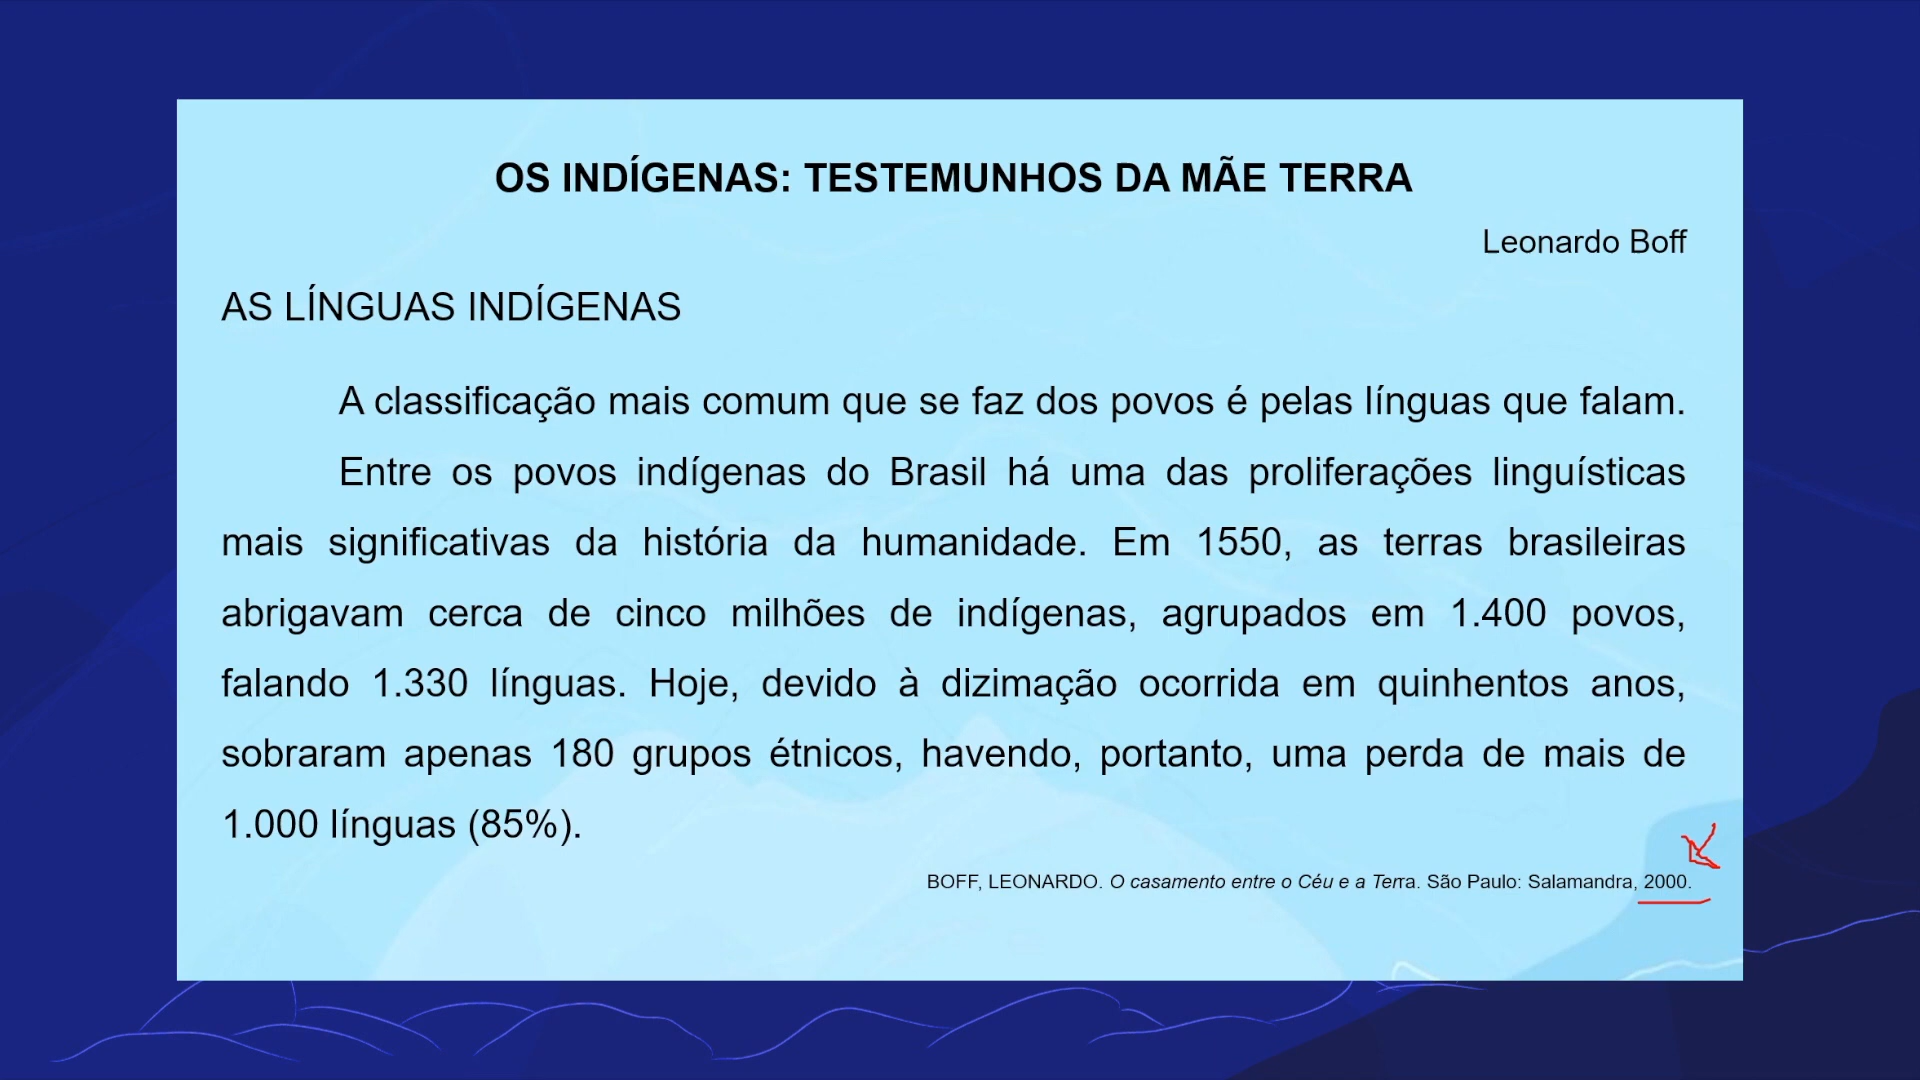 OS INDÍGENAS: TESTEMUNHOS DA MÃE TERRA
Leonardo Boff
AS LÍNGUAS INDÍGENAS
A classificação mais comum que se faz dos povos é pelas línguas que falam.
Entre os povos indígenas do Brasil há uma das proliferações linguísticas
mais significativas da história da humanidade. Em 1550, as terras brasileiras
abrigavam cerca de cinco milhões de indígenas, agrupados em 1.400 povos,
falando 1.330 línguas. Hoje, devido à dizimação ocorrida em quinhentos anos,
sobraram apenas 180 grupos étnicos, havendo, portanto, uma perda de mais de
1.000 línguas (85%).
BOFF, LEONARDO. O casamento entre o Céu e a Terra. São Paulo: Salamandra, 2000.